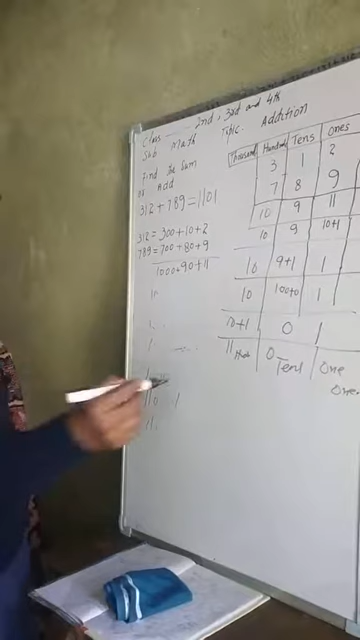 Class 2nd, 3rd and 4th
Sub Math Topic. Addition
Find the Sum
or Add
312 + 789 = 1101
312 = 300+10+2
789 = 700+80+9
1000+90+11
Thousand Hundred Tens Ones
3 1 2
7 8 9
10 9 11
10 9 10+1
10 9+1 1
10 100+0 1
10+1 0 1
11 0 Tens One